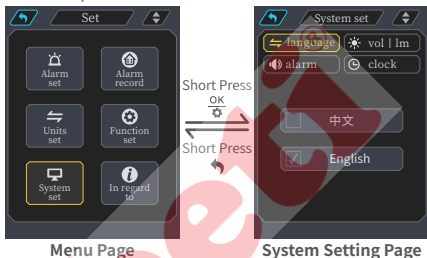 Set
System set
Alarm
set
Alarm
record
Units
set
Function
set
System
set
In regard
to
Short Press
OK
Short Press
language
vol | lm
alarm
clock
中文
English
Menu Page
System Setting Page